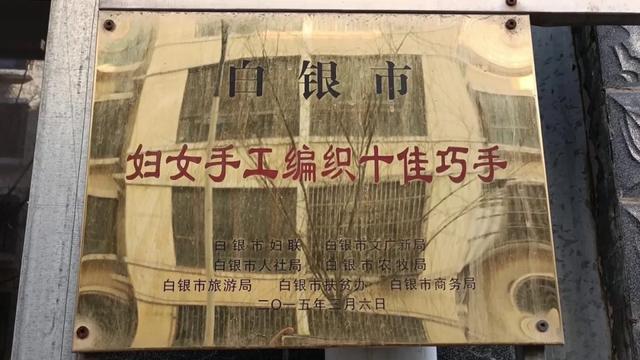 白银市
妇女手工编织十佳巧手
白银市妇联 白银市文广新局
白银市人社局 白银市农牧局
白银市旅游局 白银市扶贫办 白银市商务局
二〇一五年三月六日